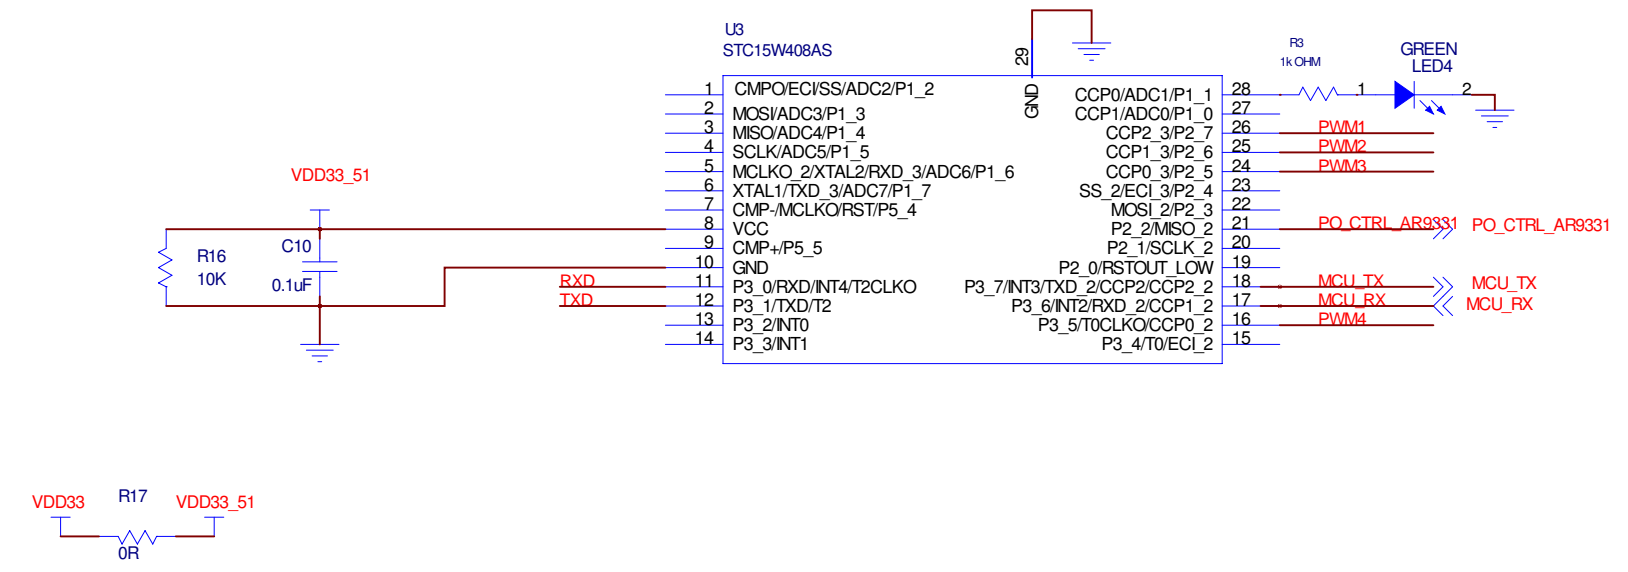 U3
STC15W408AS
29
GND
R3
1k OHM
GREEN
LED4
1
2
1 CMPO/ECI/SS/ADC2/P1_2
2 MOSI/ADC3/P1_3
3 MISO/ADC4/P1_4
4 SCLK/ADC5/P1_5
5 MCLKO_2/XTAL2/RXD_3/ADC6/P1_6
6 XTAL1/TXD_3/ADC7/P1_7
7 CMP-/MCLKO/RST/P5_4
8 VCC
9 CMP+/P5_5
10 GND
RXD 11 P3_0/RXD/INT4/T2CLKO
TXD 12 P3_1/TXD/T2
13 P3_2/INT0
14 P3_3/INT1
CCP0/ADC1/P1_1 28
CCP1/ADC0/P1_0 27
CCP2_3/P2_7 26 PWM1
CCP1_3/P2_6 25 PWM2
CCP0_3/P2_5 24 PWM3
SS_2/ECI_3/P2_4 23
MOSI_2/P2_3 22
P2_2/MISO_2 21 PO_CTRL_AR9331 PO_CTRL_AR9331
P2_1/SCLK_2 20
P2_0/RSTOUT_LOW 19
P3_7/INT3/TXD_2/CCP2/CCP2_2 18 MCU_TX MCU_TX
P3_6/INT2/RXD_2/CCP1_2 17 MCU_RX MCU_RX
P3_5/T0CLKO/CCP0_2 16 PWM4
P3_4/T0/ECI_2 15
VDD33_51
R16
10K
C10
0.1uF
VDD33
R17
VDD33_51
0R